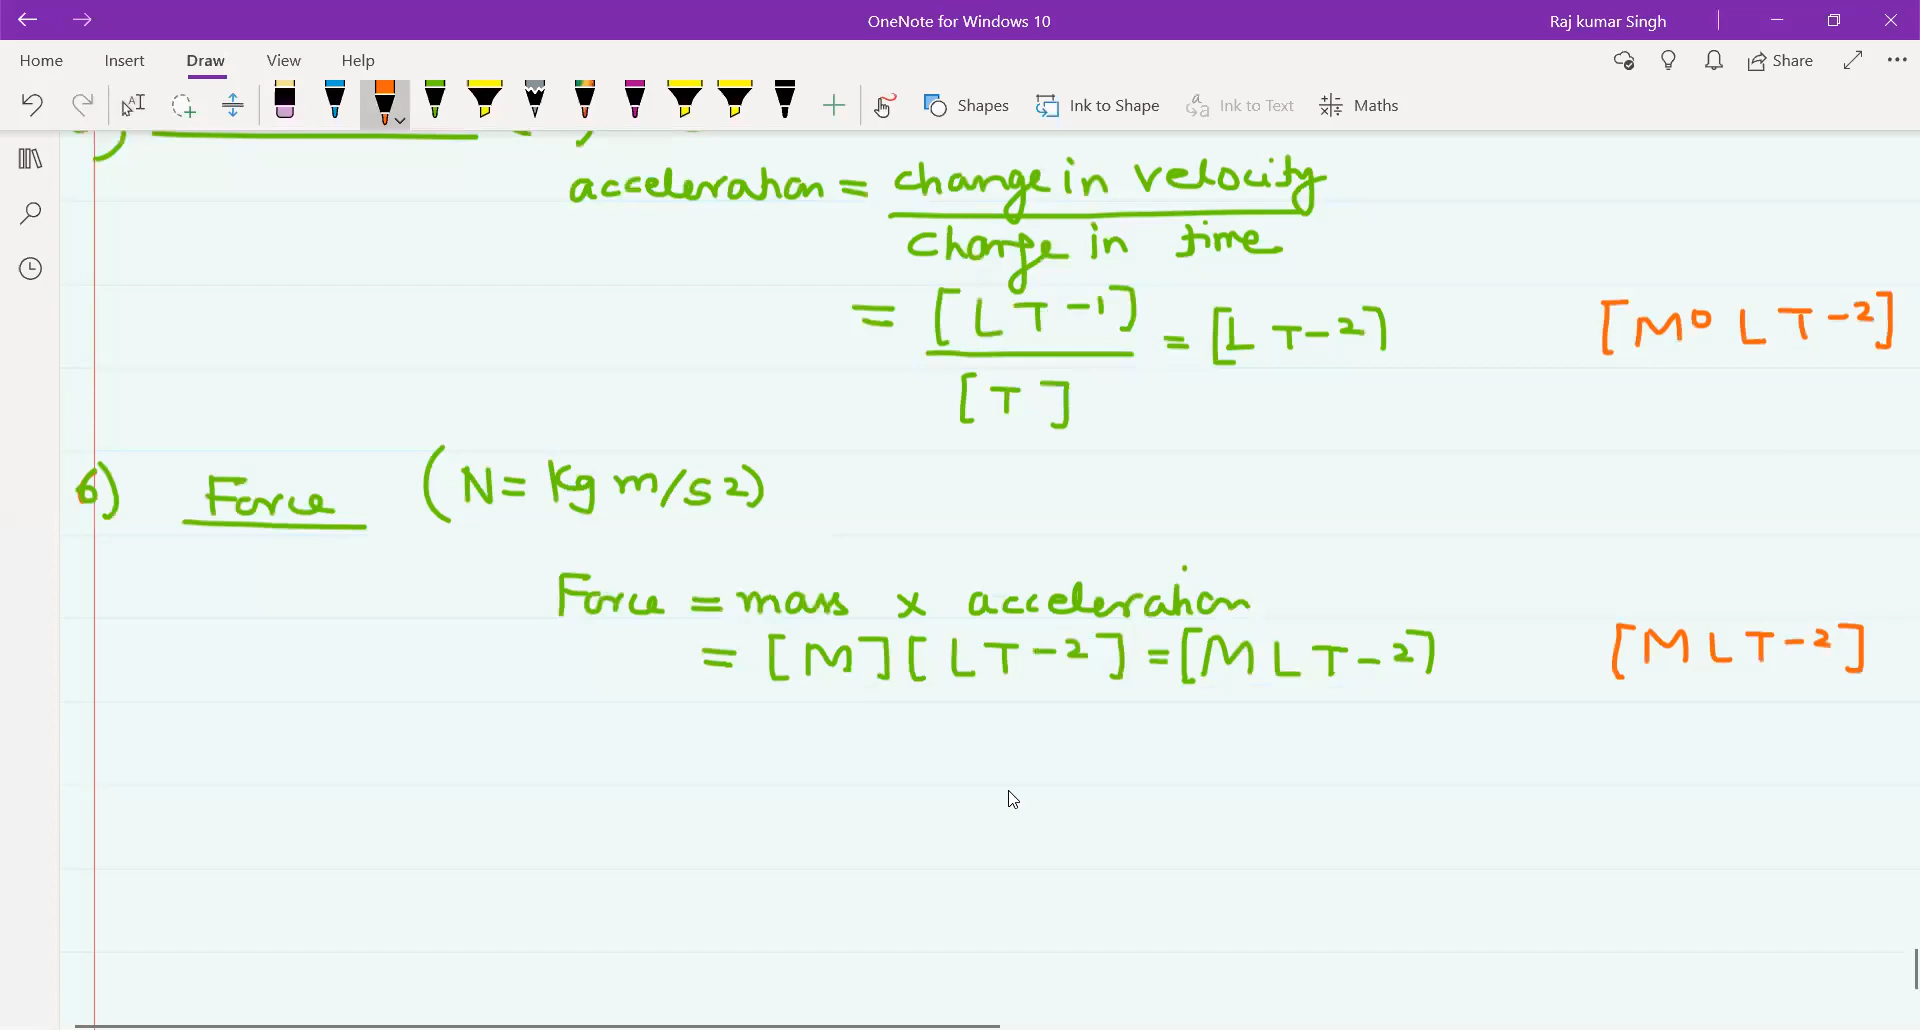 OneNote for Windows 10
Raj kumar Singh
Home Insert Draw View Help
Share
Shapes Ink to Shape Ink to Text Maths
acceleration = change in velocity
change in time
= [LT-1] = [LT-2) [M0LT-2]
[T]
6) Force (N = Kg m/s2)
Force = mass x acceleration
= [M][LT-2] = [MLT-2) [MLT-2]